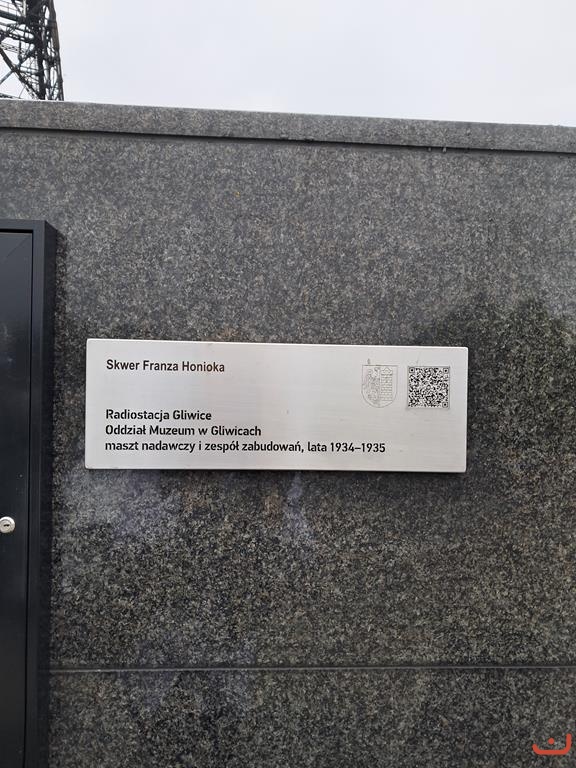 Skwer Franza Honioka
Radiostacja Gliwice
Oddział Muzeum w Gliwicach
maszt nadawczy i zespół zabudowań, lata 1934–1935